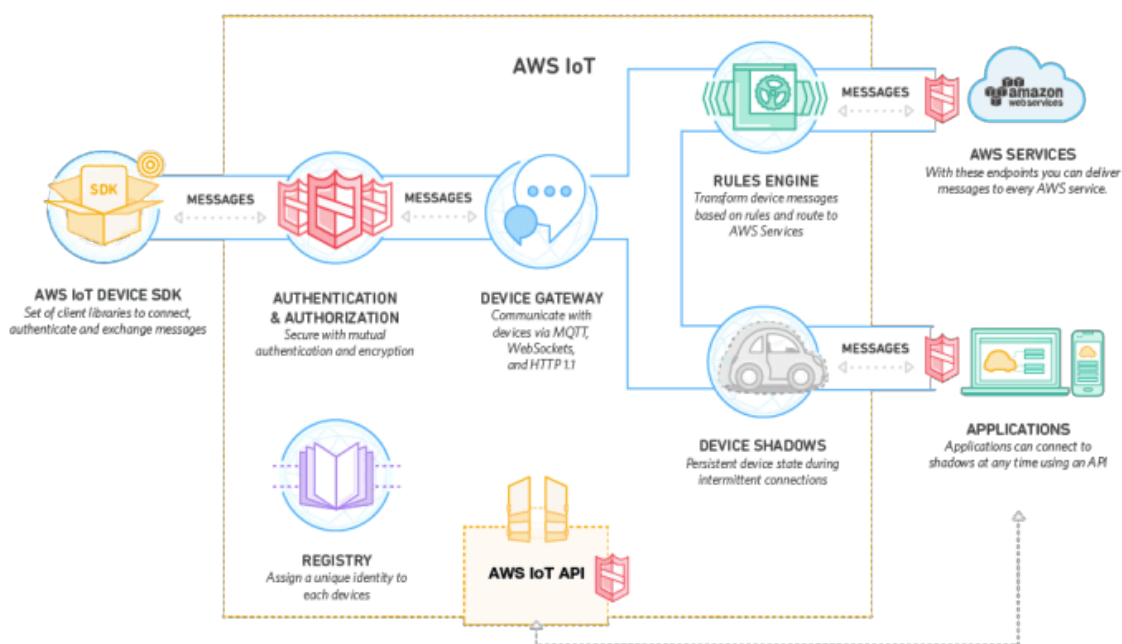 AWS IoT
MESSAGES
amazon
webservices
AWS SERVICES
With these endpoints you can deliver
messages to every AWS service.
RULES ENGINE
Transform device messages
based on rules and route to
AWS Services
SDK
MESSAGES
MESSAGES
AWS IoT DEVICE SDK
Set of client libraries to connect,
authenticate and exchange messages
AUTHENTICATION
& AUTHORIZATION
Secure with mutual
authentication and encryption
DEVICE GATEWAY
Communicate with
devices via MQTT,
WebSockets,
and HTTP 1.1
MESSAGES
DEVICE SHADOWS
Persistent device state during
intermittent connections
APPLICATIONS
Applications can connect to
shadows at any time using an API
REGISTRY
Assign a unique identity to
each devices
AWS IoT API